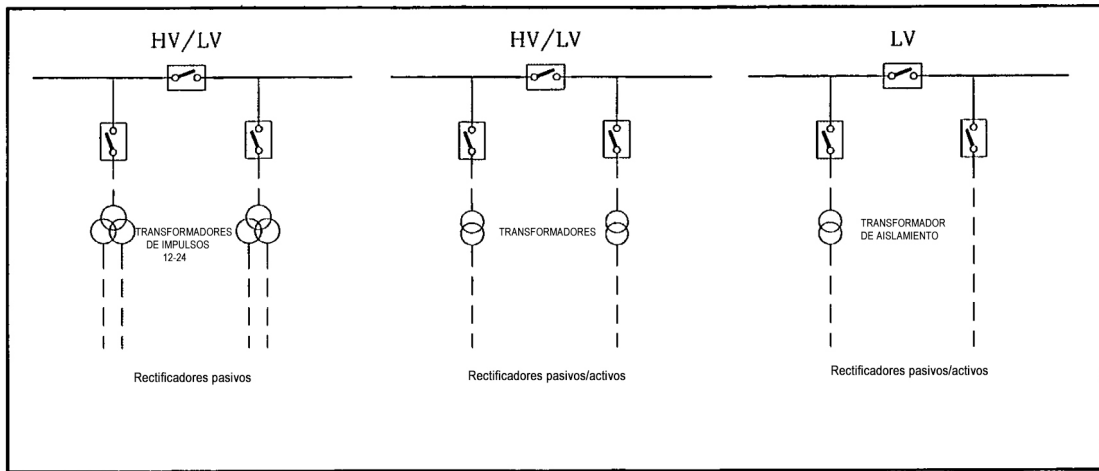 HV/LV
HV/LV
LV
TRANSFORMADORES
DE IMPULSOS
12-24
TRANSFORMADORES
TRANSFORMADOR
DE AISLAMIENTO
Rectificadores pasivos
Rectificadores pasivos/activos
Rectificadores pasivos/activos